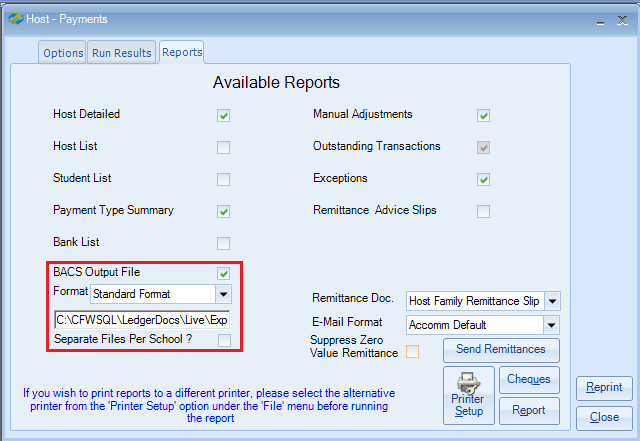 Host - Payments
Options
Run Results
Reports
Available Reports
Host Detailed
Manual Adjustments
Host List
Outstanding Transactions
Student List
Exceptions
Payment Type Summary
Remittance Advice Slips
Bank List
BACS Output File
Format
Standard Format
C:\CFWSQL\LedgerDocs\Live\Exp
Separate Files Per School ?
Remittance Doc.
Host Family Remittance Slip
E-Mail Format
Accomm Default
Suppress Zero
Value Remittance
Send Remittances
If you wish to print reports to a different printer, please select the alternative
printer from the 'Printer Setup' option under the 'File' menu before running
the report
Printer
Setup
Cheques
Report
Reprint
Close